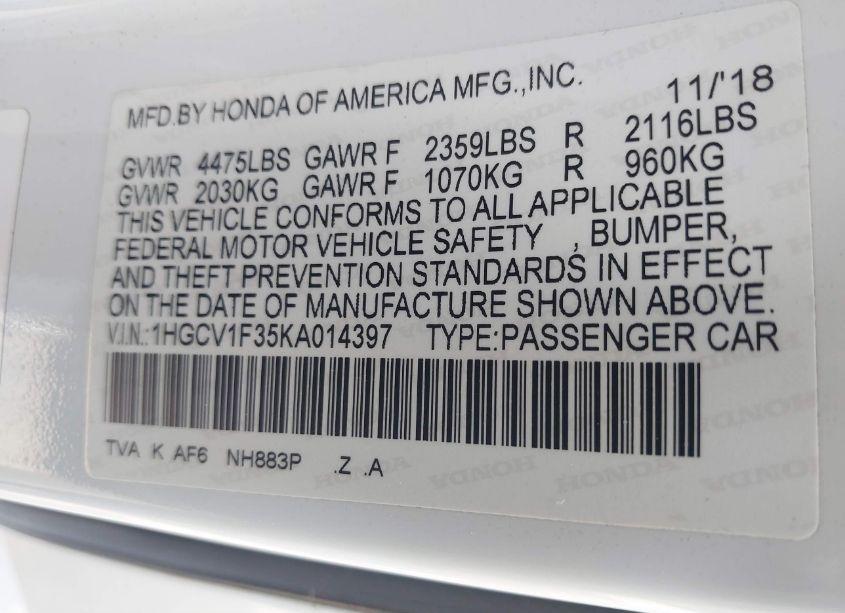 MFD.BY HONDA OF AMERICA MFG.,INC. 11/'18
GVWR 4475LBS GAWR F 2359LBS R 2116LBS
GVWR 2030KG GAWR F 1070KG R 960KG
THIS VEHICLE CONFORMS TO ALL APPLICABLE
FEDERAL MOTOR VEHICLE SAFETY , BUMPER,
AND THEFT PREVENTION STANDARDS IN EFFECT
ON THE DATE OF MANUFACTURE SHOWN ABOVE.
V.I.N.:1HGCV1F35KA014397 TYPE:PASSENGER CAR
TVA K AF6 NH883P .Z .A